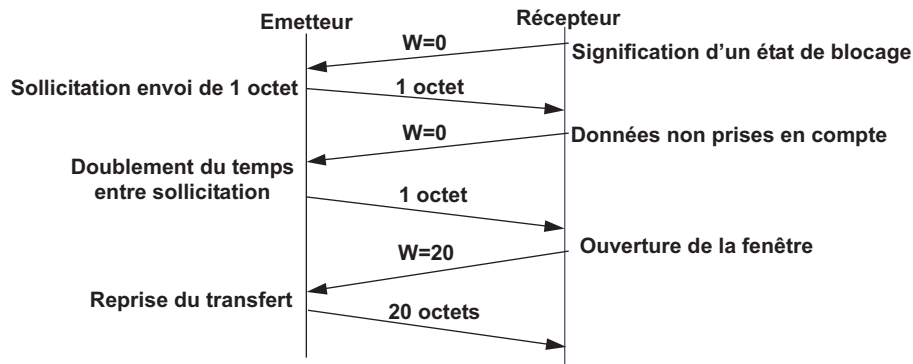 Emetteur
Récepteur
W=0
Signification d'un état de blocage
Sollicitation envoi de 1 octet
1 octet
W=0
Données non prises en compte
Doublement du temps
entre sollicitation
1 octet
Ouverture de la fenêtre
W=20
Reprise du transfert
20 octets